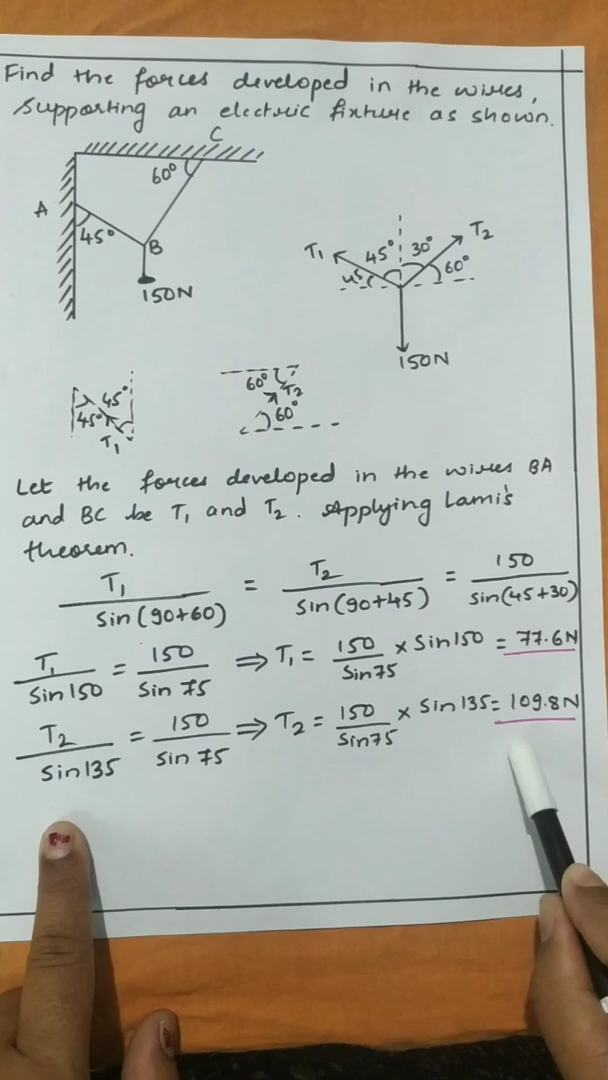 Find the forces developed in the wires,
supporting an electric fixture as shown.
C
60°
A
45°
B
150N
T₁
45°
30°
T₂
45
60°
150N
45°
45°
T₁
60°
T₂
60°
Let the forces developed in the wires BA
and BC be T₁ and T₂. Applying Lami's
theorem.
T₁ / sin(90+60) = T₂ / sin(90+45) = 150 / sin(45+30)
T₁ / sin150 = 150 / sin 75 ⇒ T₁ = 150 / sin75 × sin150 = 77.6N
T₂ / sin135 = 150 / sin 75 ⇒ T₂ = 150 / sin75 × sin135 = 109.8N